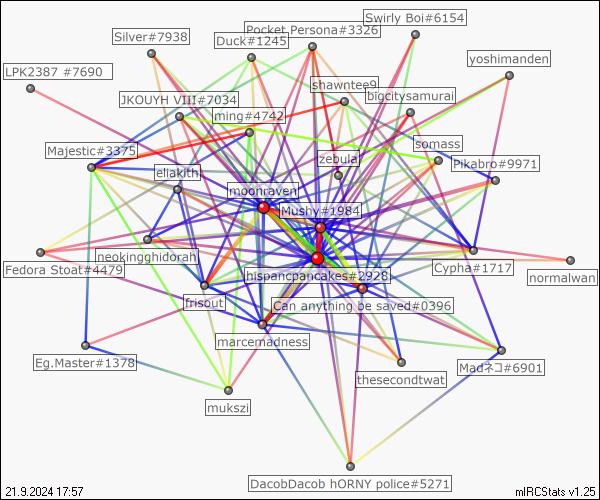 Swirly Boi#6154
Pocket Persona#3326
Silver#7938
Duck#1245
yoshimanden
LPK2387 #7690
shawntee9
bigcitysamurai
JKOUYH VIII#7034
ming#4742
somass
Majestic#3375
zebula
Pikabro#9971
eliakith
moonraven
Mushy#1984
neokingghidorah
Fedora Stoat#4479
hispancpancakes#2928
Cypha#1717
normalwan
frisout
Can anything be saved#0396
marcemadness
Eg.Master#1378
thesecondtwat
Madネコ#6901
mukszi
DacobDacob hORNY police#5271
21.9.2024 17:57
mIRCStats v1.25